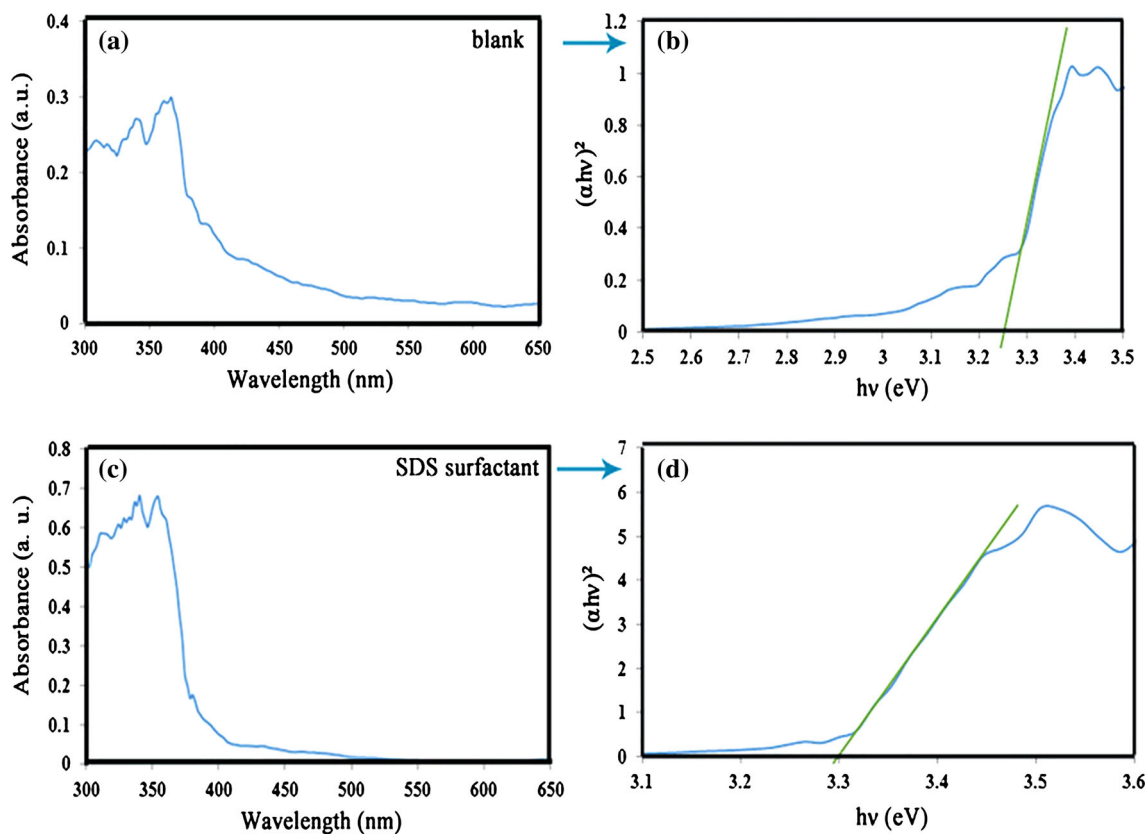 (a)
blank
Absorbance (a.u.)
0.4
0.3
0.2
0.1
0
300 350 400 450 500 550 600 650
Wavelength (nm)
(b)
(αhν)²
1.2
1
0.8
0.6
0.4
0.2
0
2.5 2.6 2.7 2.8 2.9 3 3.1 3.2 3.3 3.4 3.5
hν (eV)
(c)
SDS surfactant
Absorbance (a. u.)
0.8
0.7
0.6
0.5
0.4
0.3
0.2
0.1
0
300 350 400 450 500 550 600 650
Wavelength (nm)
(d)
(αhν)²
7
6
5
4
3
2
1
0
3.1 3.2 3.3 3.4 3.5 3.6
hν (eV)